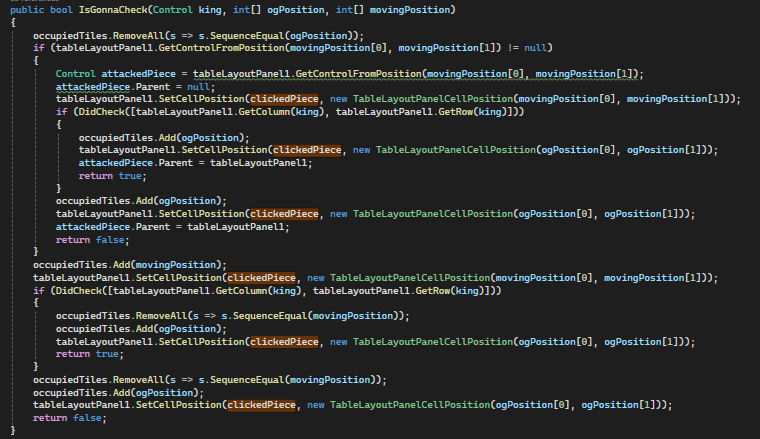 public bool IsGonnaCheck(Control king, int[] ogPosition, int[] movingPosition)
{
occupiedTiles.RemoveAll(s => s.SequenceEqual(ogPosition));
if (tableLayoutPanel1.GetControlFromPosition(movingPosition[0], movingPosition[1]) != null)
{
Control attackedPiece = tableLayoutPanel1.GetControlFromPosition(movingPosition[0], movingPosition[1]);
attackedPiece.Parent = null;
tableLayoutPanel1.SetCellPosition(clickedPiece, new TableLayoutPanelCellPosition(movingPosition[0], movingPosition[1]));
if (DidCheck([tableLayoutPanel1.GetColumn(king), tableLayoutPanel1.GetRow(king)]))
{
occupiedTiles.Add(ogPosition);
tableLayoutPanel1.SetCellPosition(clickedPiece, new TableLayoutPanelCellPosition(ogPosition[0], ogPosition[1]));
attackedPiece.Parent = tableLayoutPanel1;
return true;
}
occupiedTiles.Add(ogPosition);
tableLayoutPanel1.SetCellPosition(clickedPiece, new TableLayoutPanelCellPosition(ogPosition[0], ogPosition[1]));
attackedPiece.Parent = tableLayoutPanel1;
return false;
}
occupiedTiles.Add(movingPosition);
tableLayoutPanel1.SetCellPosition(clickedPiece, new TableLayoutPanelCellPosition(movingPosition[0], movingPosition[1]));
if (DidCheck([tableLayoutPanel1.GetColumn(king), tableLayoutPanel1.GetRow(king)]))
{
occupiedTiles.RemoveAll(s => s.SequenceEqual(movingPosition));
occupiedTiles.Add(ogPosition);
tableLayoutPanel1.SetCellPosition(clickedPiece, new TableLayoutPanelCellPosition(ogPosition[0], ogPosition[1]));
return true;
}
occupiedTiles.RemoveAll(s => s.SequenceEqual(movingPosition));
occupiedTiles.Add(ogPosition);
tableLayoutPanel1.SetCellPosition(clickedPiece, new TableLayoutPanelCellPosition(ogPosition[0], ogPosition[1]));
return false;
}